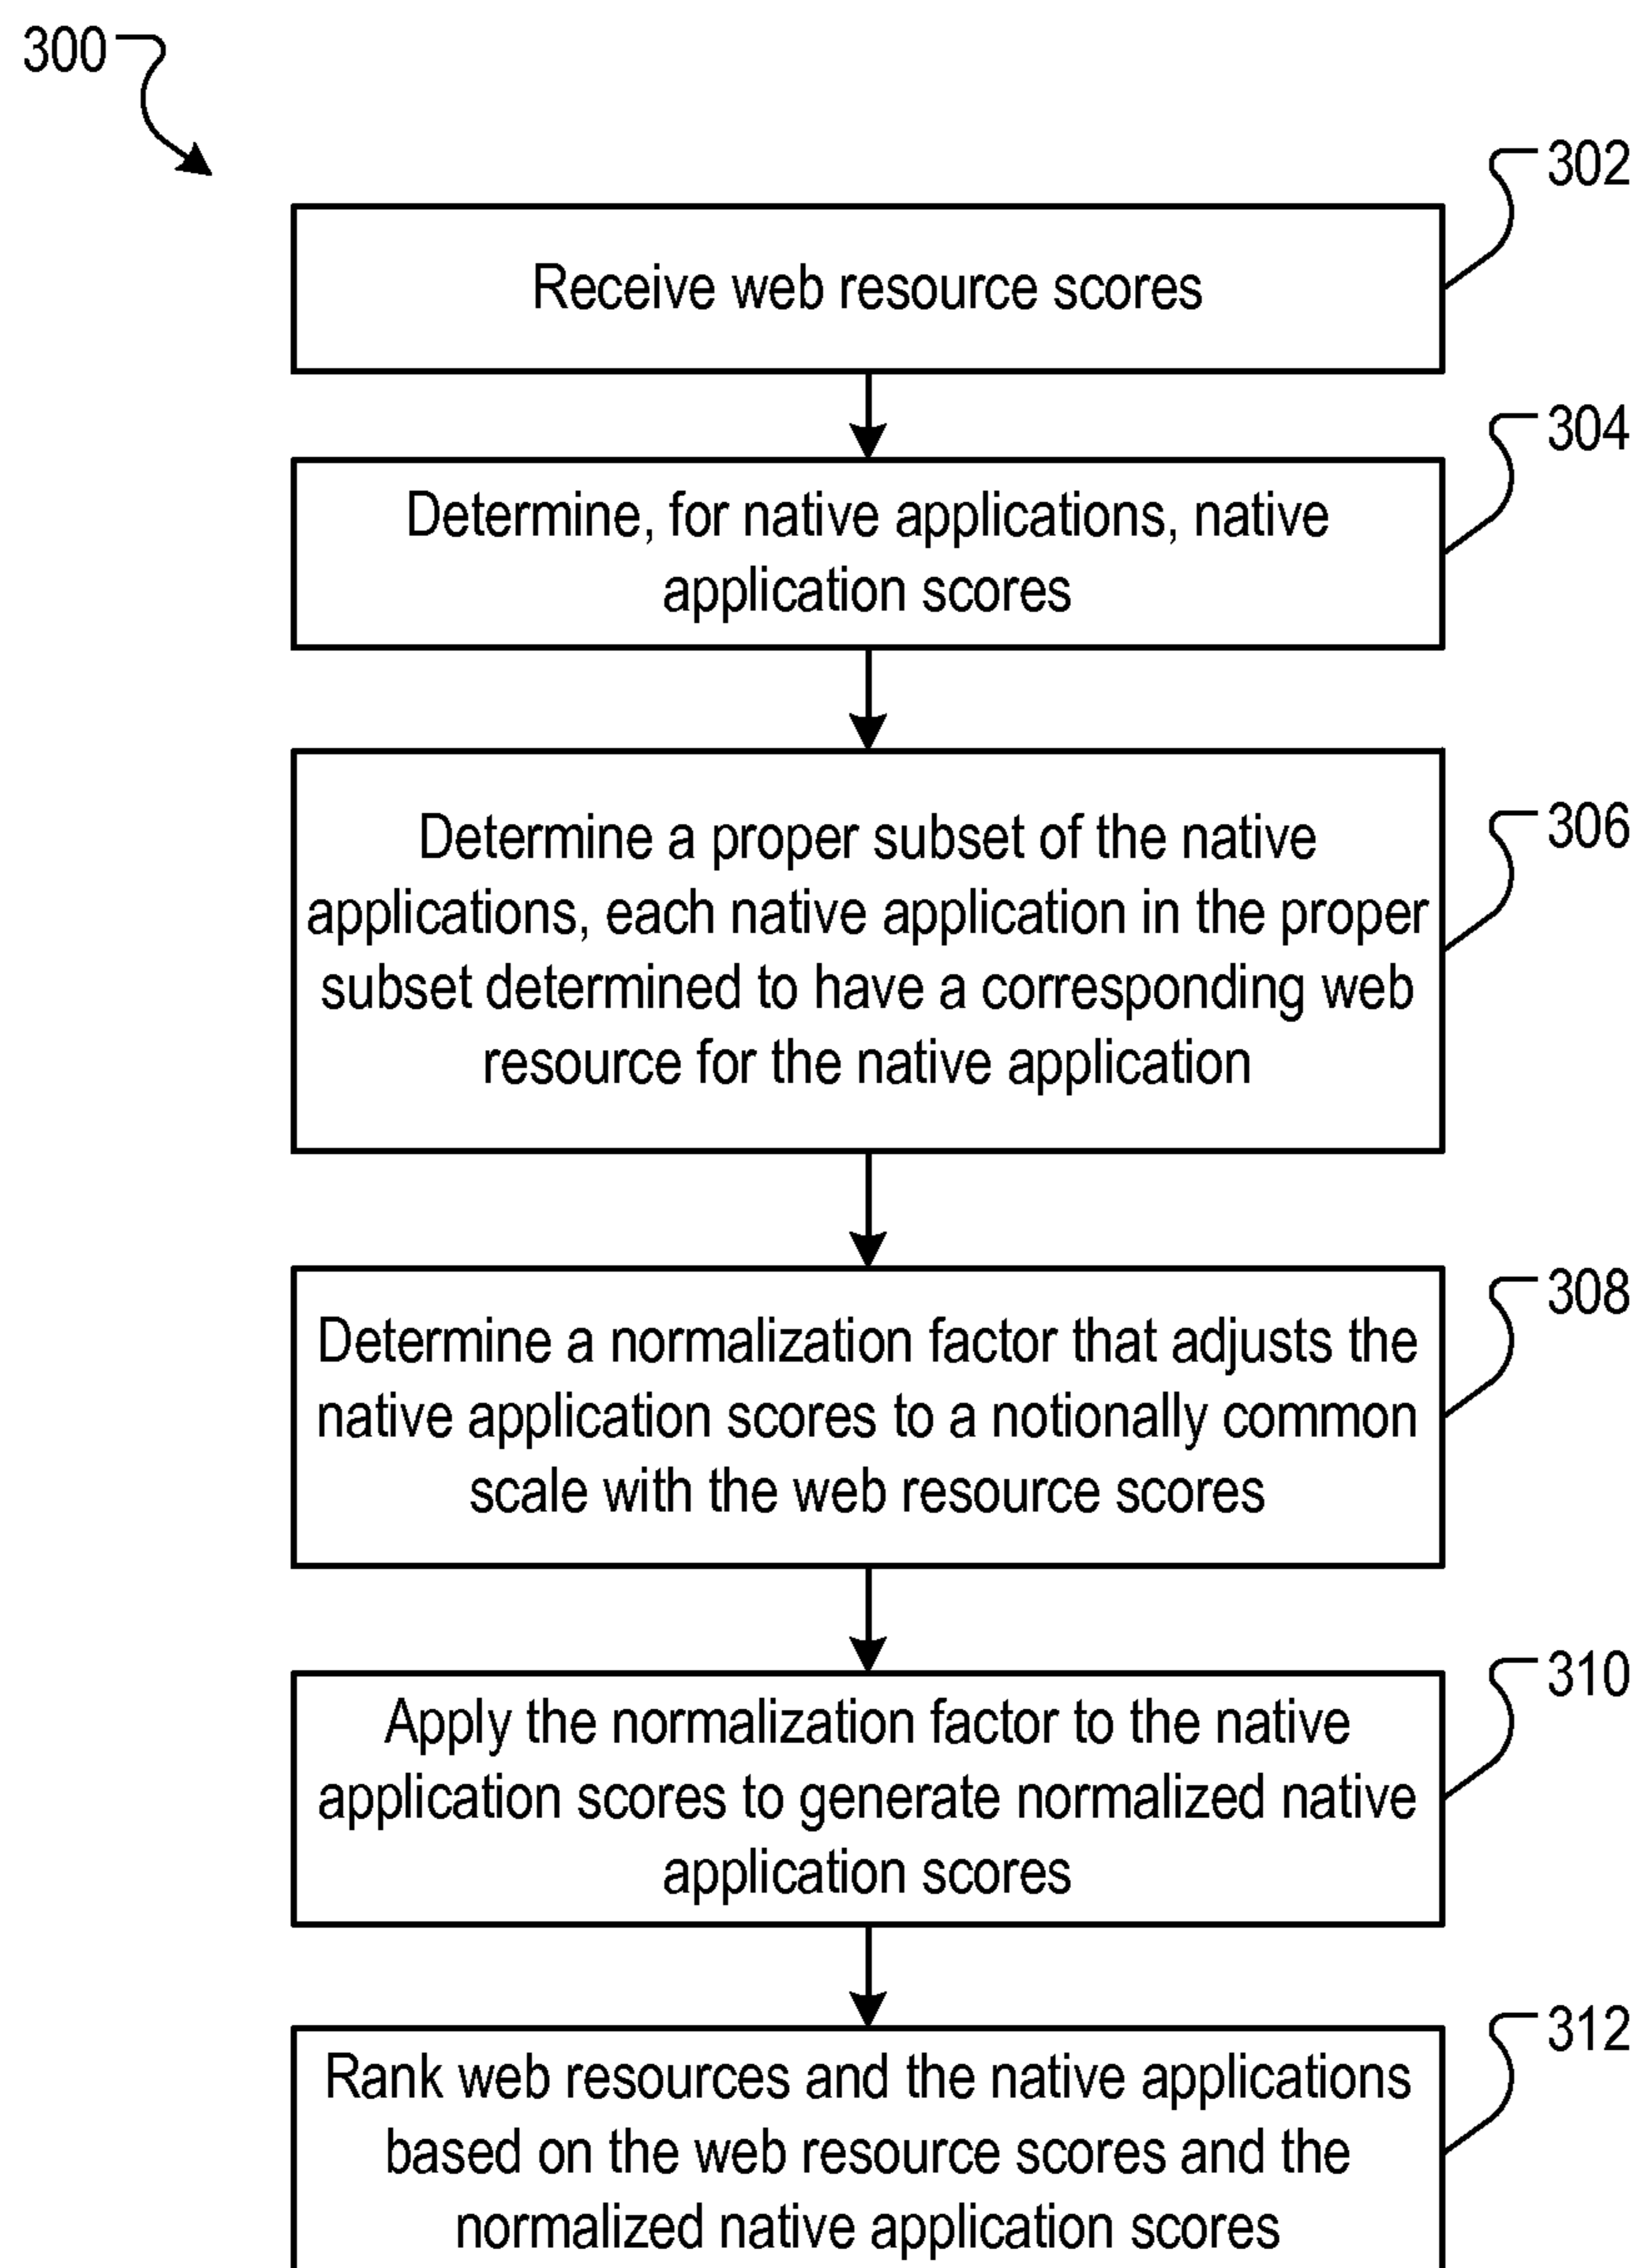 300
302
Receive web resource scores
304
Determine, for native applications, native
application scores
306
Determine a proper subset of the native
applications, each native application in the proper
subset determined to have a corresponding web
resource for the native application
308
Determine a normalization factor that adjusts the
native application scores to a notionally common
scale with the web resource scores
310
Apply the normalization factor to the native
application scores to generate normalized native
application scores
312
Rank web resources and the native applications
based on the web resource scores and the
normalized native application scores